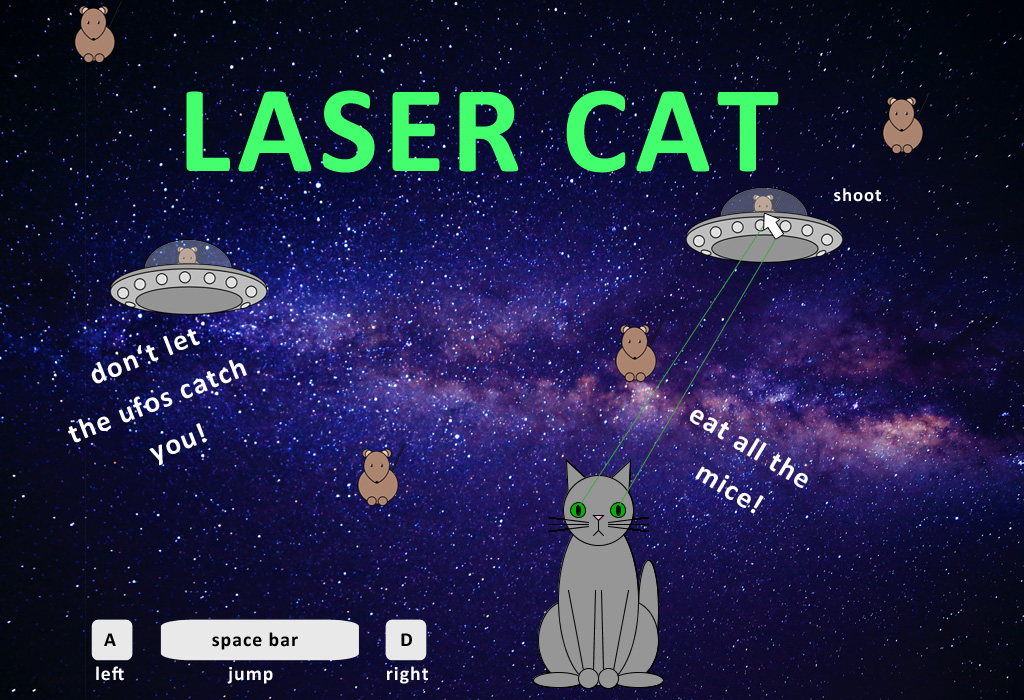 LASER CAT
shoot
don't let
the ufos catch
you!
eat all the
mice!
A
space bar
D
left
jump
right